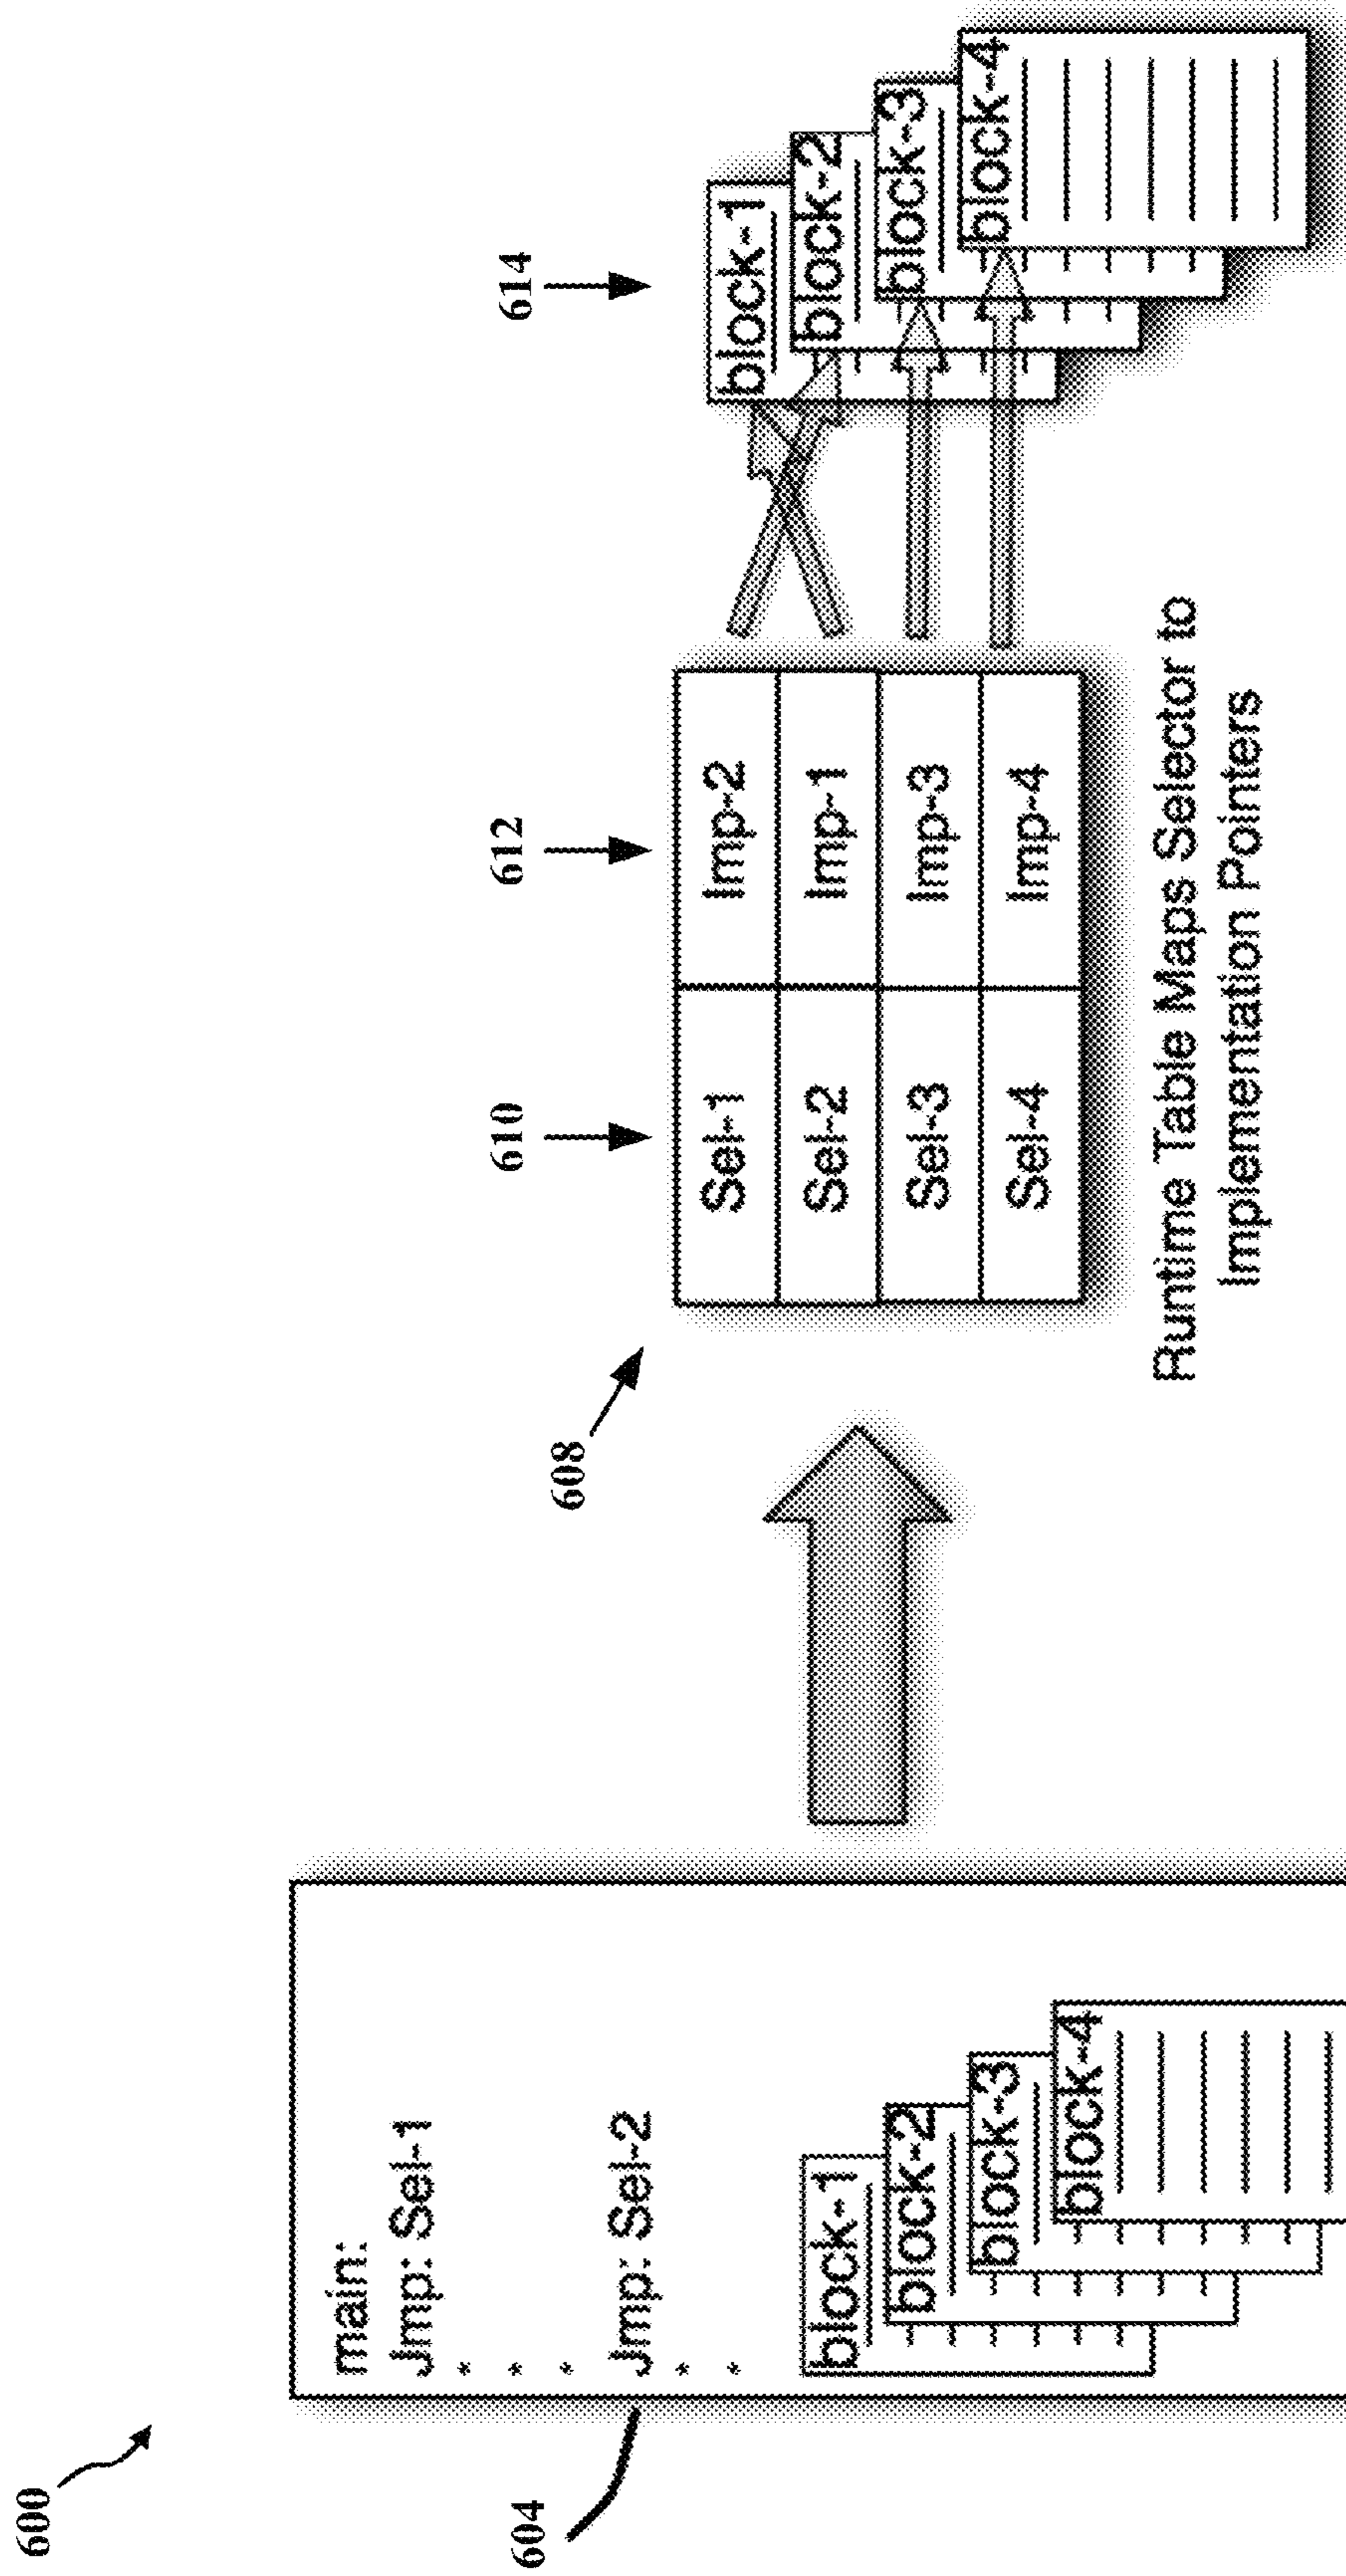 600
604
main:
Jmp: Sel-1
*
*
*
Jmp: Sel-2
*
*
block-1
block-2
block-3
block-4
608
610
612
614
Sel-1 Imp-2
Sel-2 Imp-1
Sel-3 Imp-3
Sel-4 Imp-4
Runtime Table Maps Selector to
Implementation Pointers
block-1
block-2
block-3
block-4